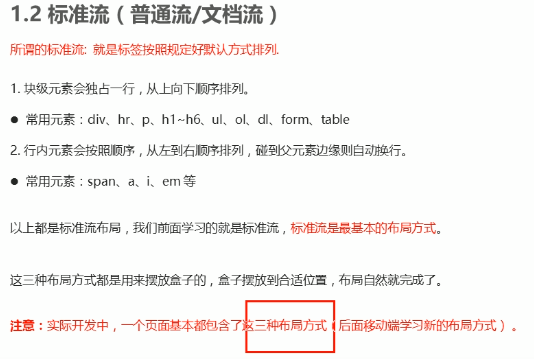 1.2 标准流（普通流/文档流）
所谓的标准流: 就是标签按照规定好默认方式排列.
1. 块级元素会独占一行，从上向下顺序排列。
● 常用元素：div、hr、p、h1~h6、ul、ol、dl、form、table
2. 行内元素会按照顺序，从左到右顺序排列，碰到父元素边缘则自动换行。
● 常用元素：span、a、i、em 等
以上都是标准流布局，我们前面学习的就是标准流，标准流是最基本的布局方式。
这三种布局方式都是用来摆放盒子的，盒子摆放到合适位置，布局自然就完成了。
注意：实际开发中，一个页面基本都包含了这三种布局方式（后面移动端学习新的布局方式）。